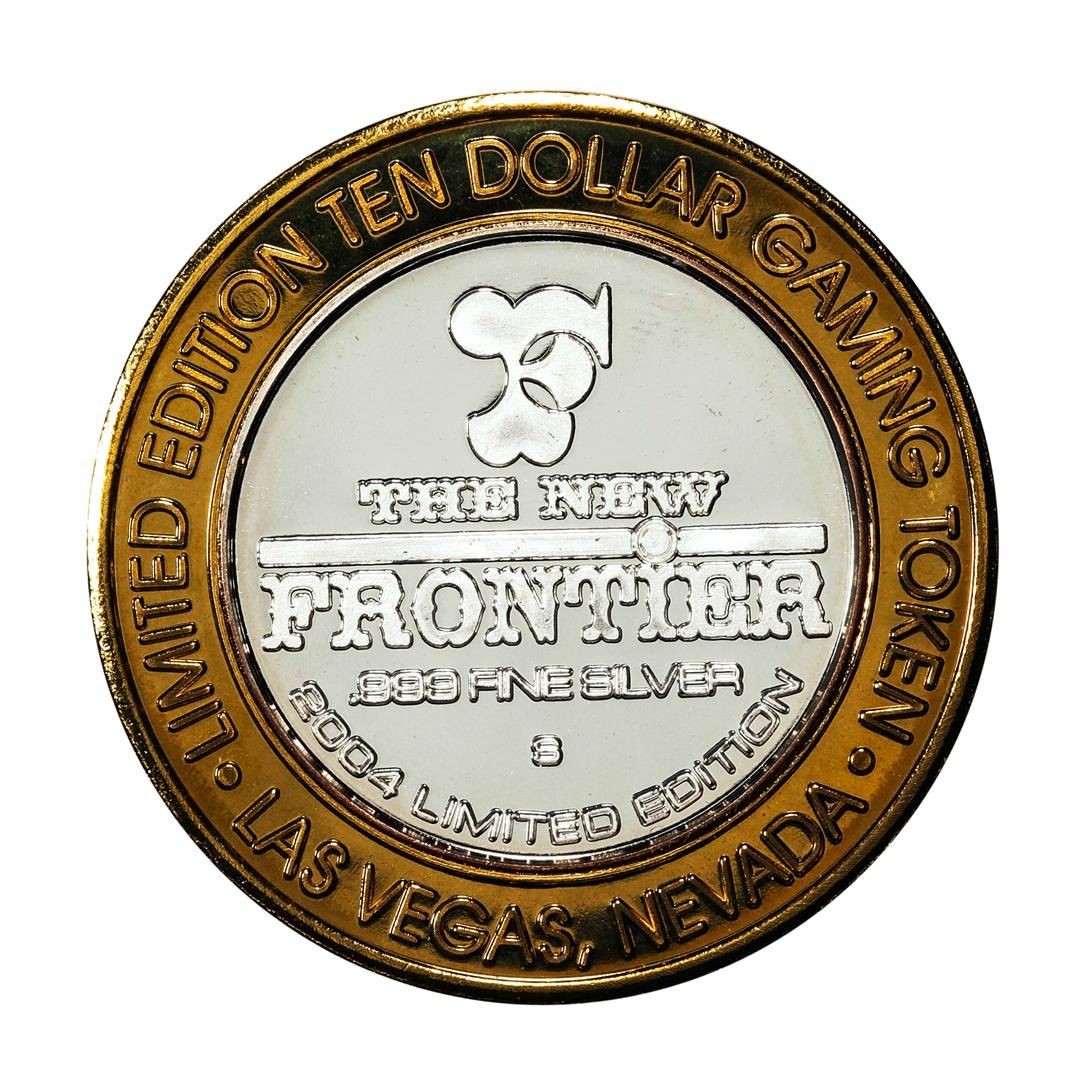 LIMITED EDITION TEN DOLLAR GAMING TOKEN
F
THE NEW
FRONTIER
.999 FINE SILVER
S
2004 LIMITED EDITION
• LAS VEGAS, NEVADA •